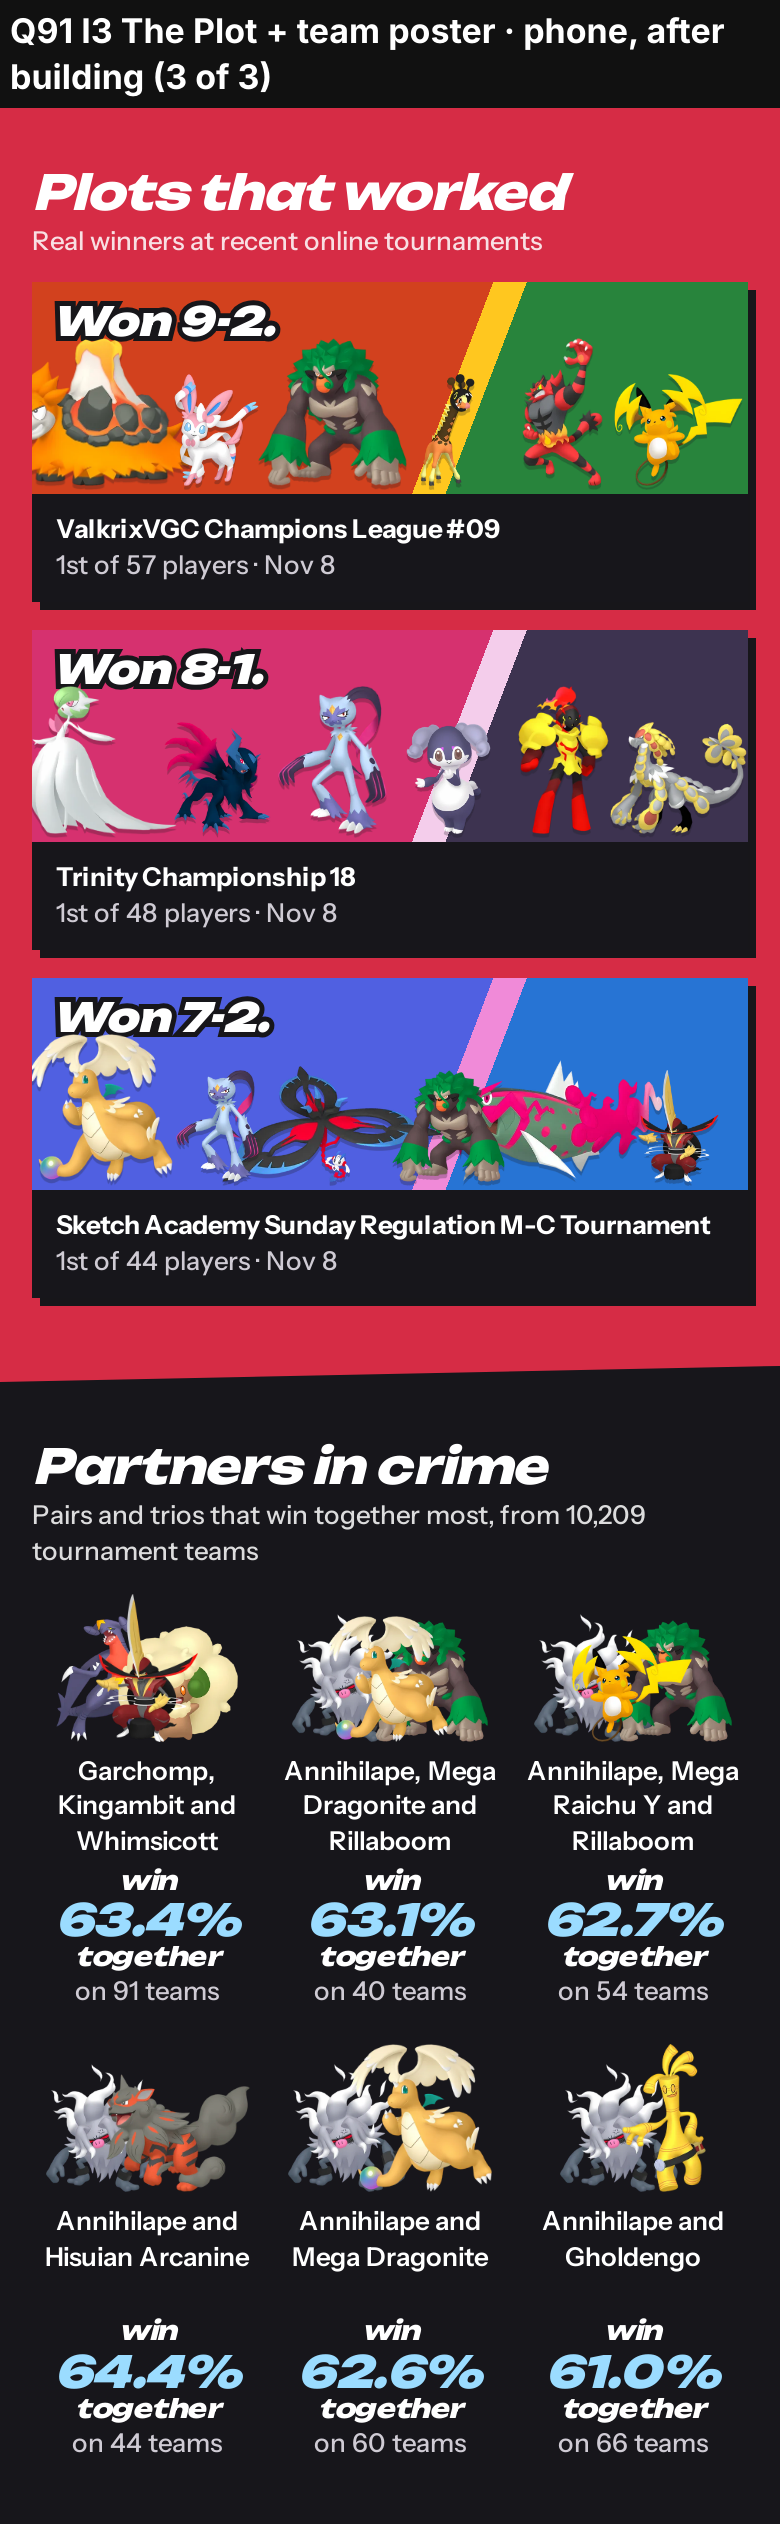 Q91 I3 The Plot + team poster · phone, after
building (3 of 3)
Plots that worked
Real winners at recent online tournaments
Won 9-2.
ValkrixVGC Champions League #09
1st of 57 players · Nov 8
Won 8-1.
Trinity Championship 18
1st of 48 players · Nov 8
Won 7-2.
Sketch Academy Sunday Regulation M-C Tournament
1st of 44 players · Nov 8
Partners in crime
Pairs and trios that win together most, from 10,209
tournament teams
Garchomp,
Kingambit and
Whimsicott
win
63.4%
together
on 91 teams
Annihilape, Mega
Dragonite and
Rillaboom
win
63.1%
together
on 40 teams
Annihilape, Mega
Raichu Y and
Rillaboom
win
62.7%
together
on 54 teams
Annihilape and
Hisuian Arcanine
win
64.4%
together
on 44 teams
Annihilape and
Mega Dragonite
win
62.6%
together
on 60 teams
Annihilape and
Gholdengo
win
61.0%
together
on 66 teams